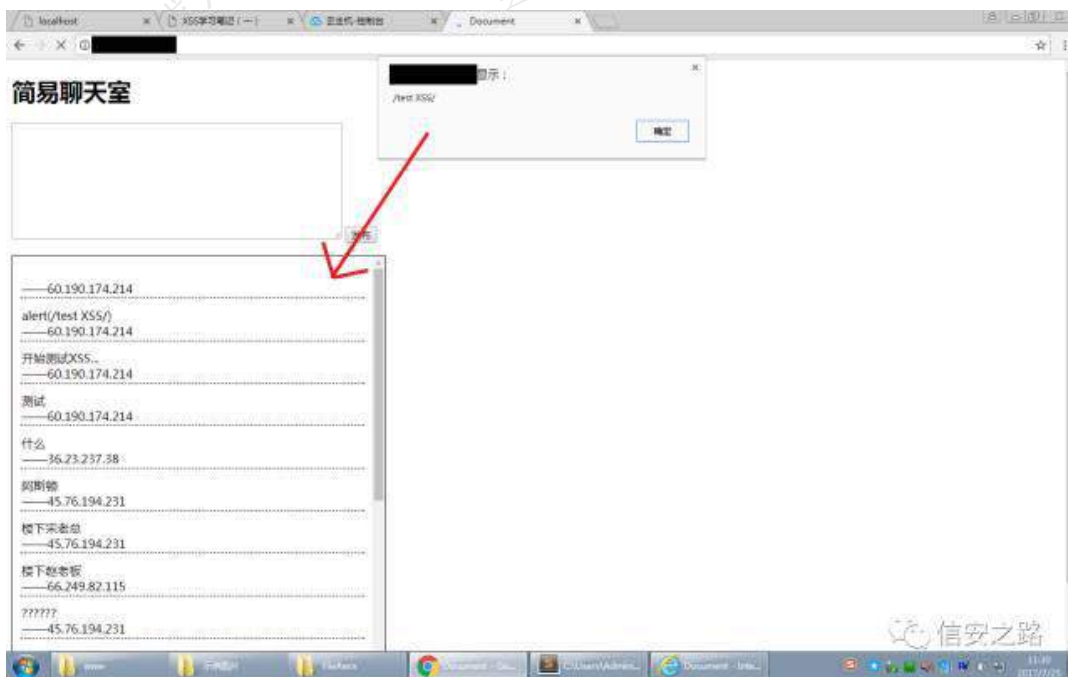 localhost
XSS学习笔记（一）
Document
显示：
/test XSS/
确定
简易聊天室
发布
——60.190.174.214
alert(/test XSS/)
——60.190.174.214
开始测试XSS...
——60.190.174.214
测试
——60.190.174.214
什么
——36.23.237.38
阿斯顿
——45.76.194.231
楼下宋老总
——45.76.194.231
楼下赵老板
——66.249.82.115
??????
——45.76.194.231
信安之路
www
11:30